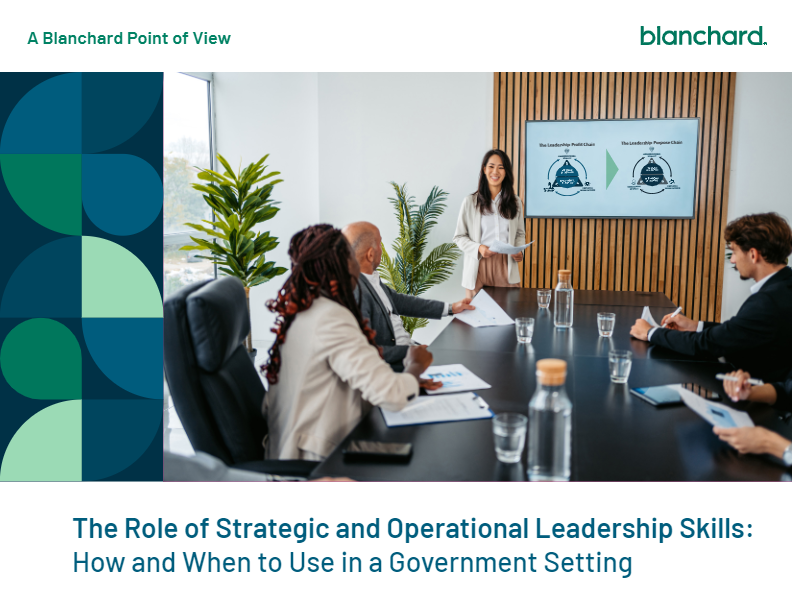 A Blanchard Point of View
blanchard.
The Leadership Profit Chain
The Leadership Purpose Chain
The Role of Strategic and Operational Leadership Skills:
How and When to Use in a Government Setting